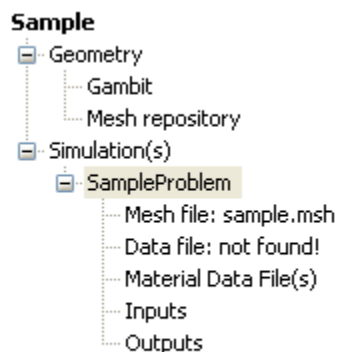 Sample
Geometry
Gambit
Mesh repository
Simulation(s)
SampleProblem
Mesh file: sample.msh
Data file: not found!
Material Data File(s)
Inputs
Outputs